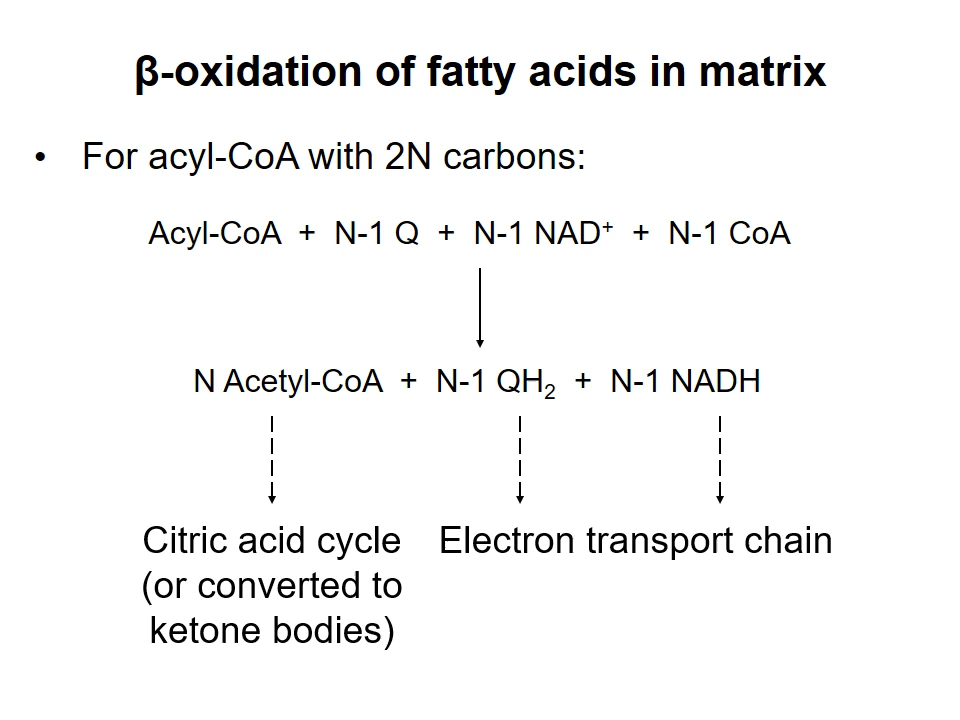 β-oxidation of fatty acids in matrix
• For acyl-CoA with 2N carbons:
Acyl-CoA + N-1 Q + N-1 NAD⁺ + N-1 CoA
N Acetyl-CoA + N-1 QH₂ + N-1 NADH
Citric acid cycle
(or converted to
ketone bodies)
Electron transport chain